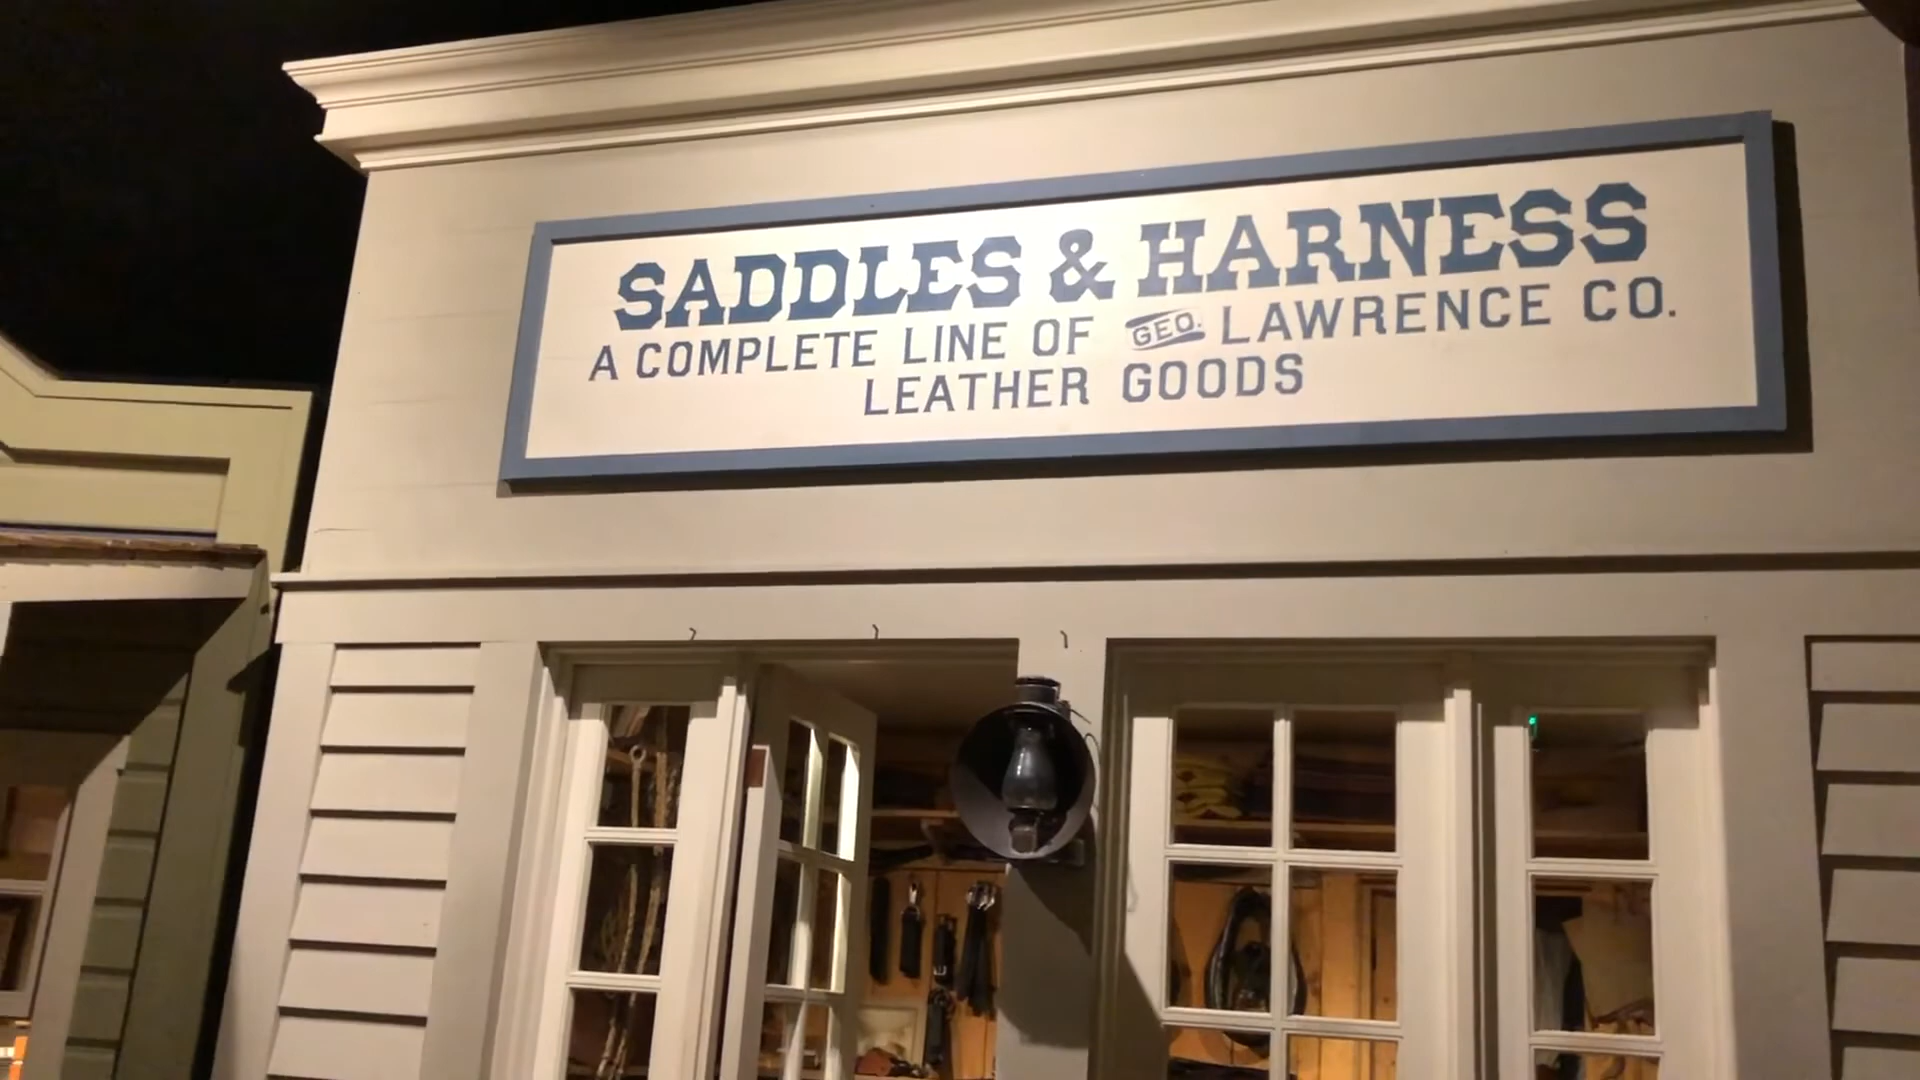 SADDLES & HARNESS
A COMPLETE LINE OF GEO. LAWRENCE CO.
LEATHER GOODS